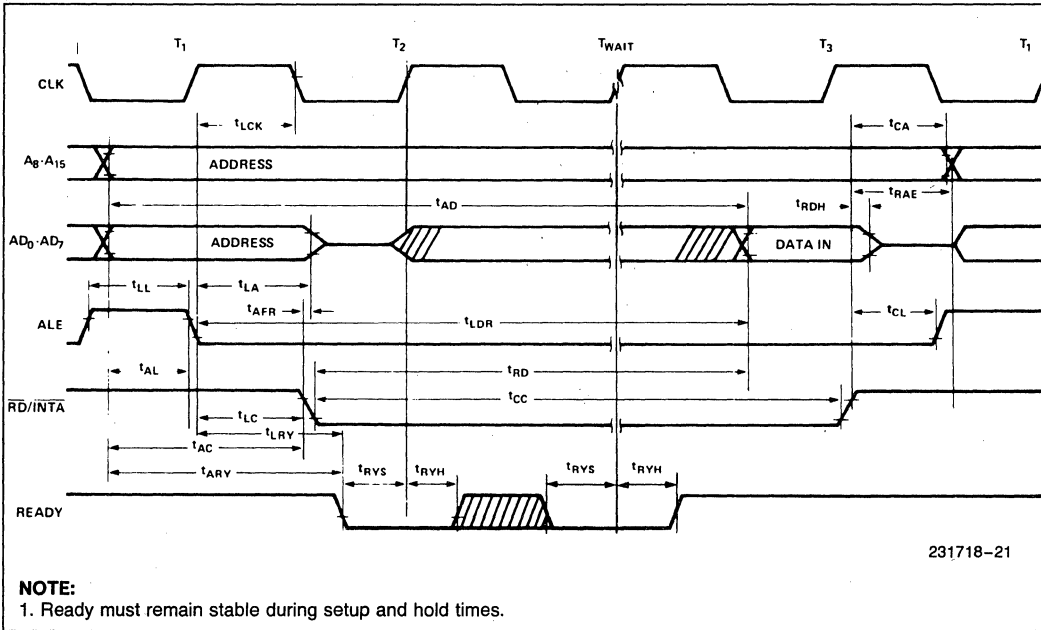 T1 T2 TWAIT T3 T1
CLK
tLCK tCA
A8-A15 ADDRESS
tRAE
tAD tRDH
AD0-AD7 ADDRESS DATA IN
tLL tLA
tAFR tCL
ALE tLDR
tAL tRD
RD/INTA tCC
tLC
tLRY
tAC
tARY
tRYS tRYH tRYS tRYH
READY
231718-21
NOTE:
1. Ready must remain stable during setup and hold times.